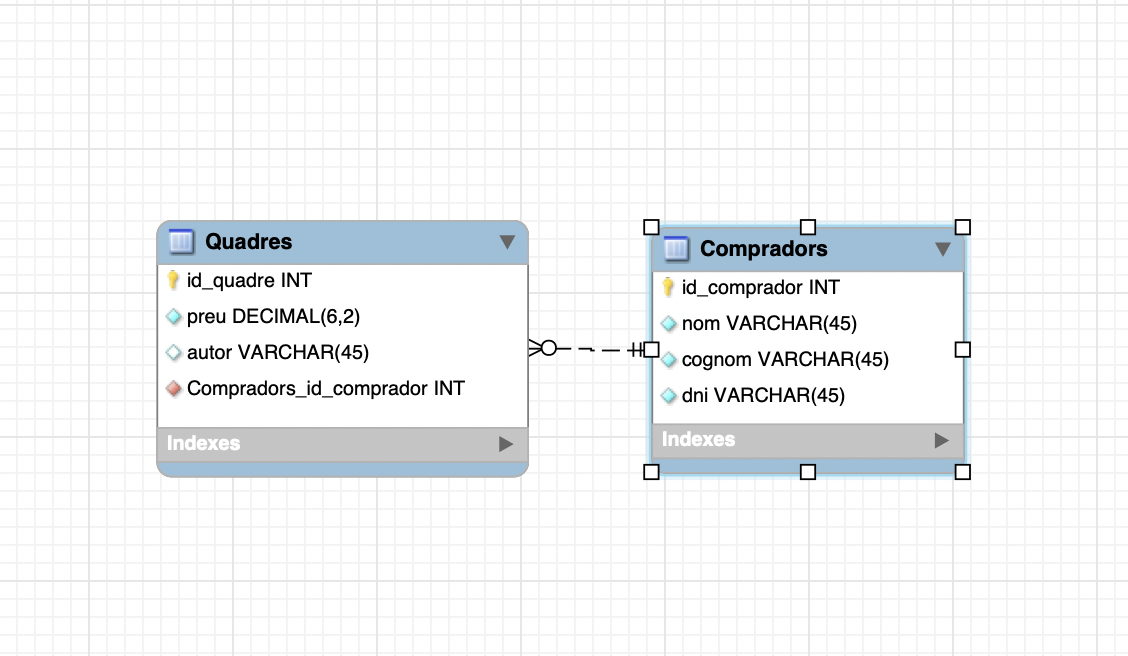 Quadres
id_quadre INT
preu DECIMAL(6,2)
autor VARCHAR(45)
Compradors_id_comprador INT
Indexes
Compradors
id_comprador INT
nom VARCHAR(45)
cognom VARCHAR(45)
dni VARCHAR(45)
Indexes